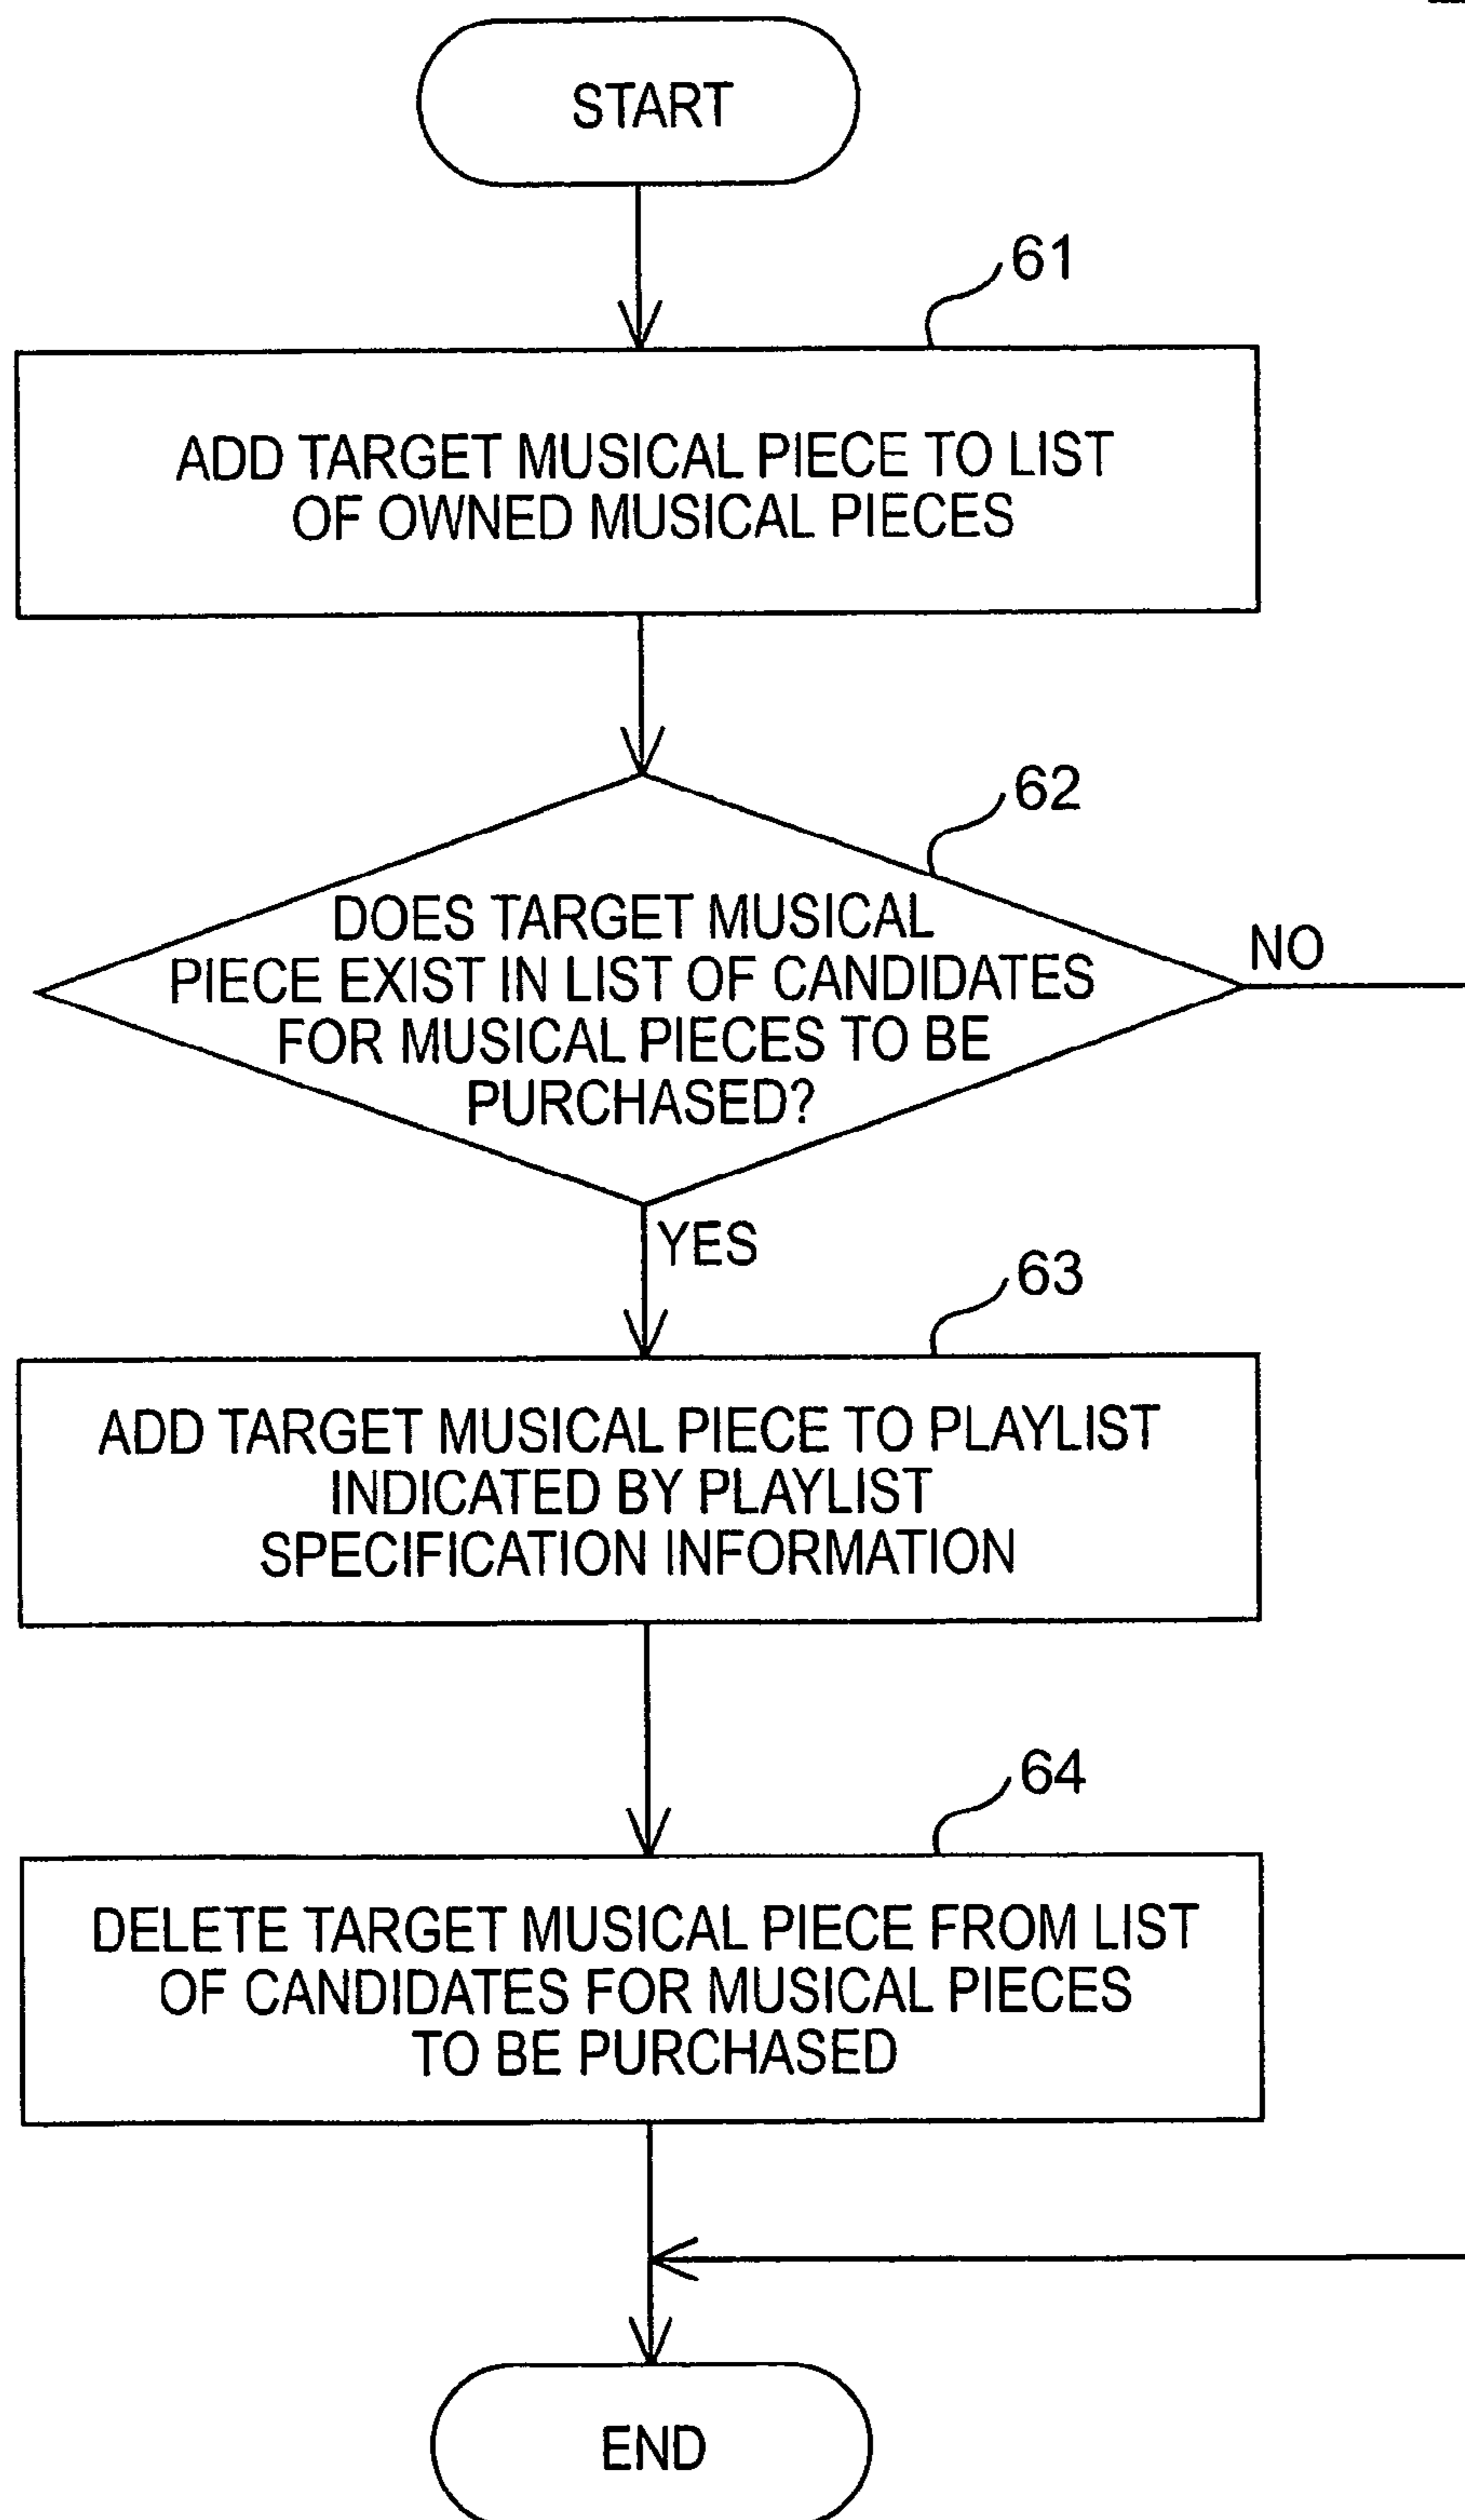 START
61
ADD TARGET MUSICAL PIECE TO LIST
OF OWNED MUSICAL PIECES
62
DOES TARGET MUSICAL
PIECE EXIST IN LIST OF CANDIDATES
FOR MUSICAL PIECES TO BE
PURCHASED?
NO
YES
63
ADD TARGET MUSICAL PIECE TO PLAYLIST
INDICATED BY PLAYLIST
SPECIFICATION INFORMATION
64
DELETE TARGET MUSICAL PIECE FROM LIST
OF CANDIDATES FOR MUSICAL PIECES
TO BE PURCHASED
END